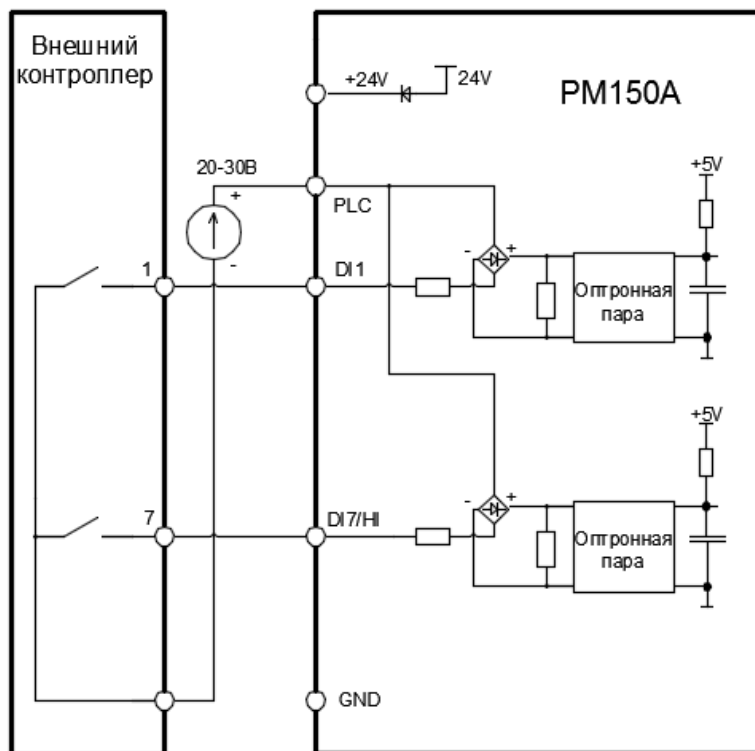 Внешний
контроллер
+24V
24V
PM150A
20-30В
+
-
PLC
+5V
1
DI1
-
+
Оптронная
пара
+5V
7
DI7/HI
-
+
Оптронная
пара
GND